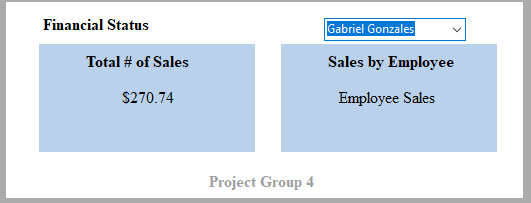 Financial Status
Gabriel Gonzales
Total # of Sales
$270.74
Sales by Employee
Employee Sales
Project Group 4